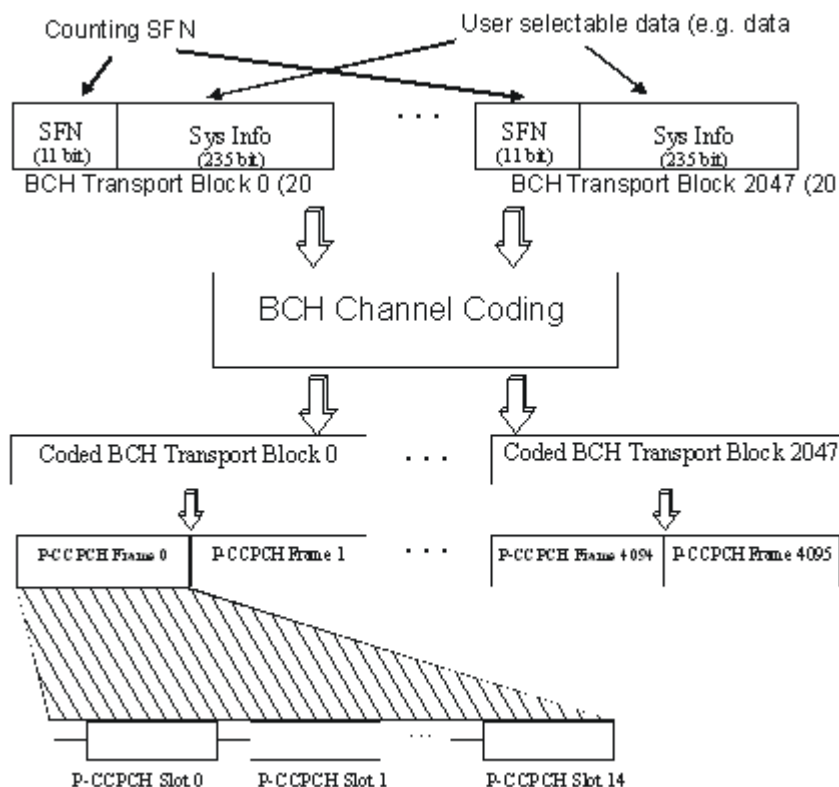 Counting SFN
User selectable data (e.g. data
SFN
(11 bit)
Sys Info
(235 bit)
. . .
SFN
(11 bit)
Sys Info
(235 bit)
BCH Transport Block 0 (20
BCH Transport Block 2047 (20
BCH Channel Coding
Coded BCH Transport Block 0
. . .
Coded BCH Transport Block 2047
P-CCPCH Frame 0
P-CCPCH Frame 1
. . .
P-CCPCH Frame 4094
P-CCPCH Frame 4095
. . .
P-CCPCH Slot 0
P-CCPCH Slot 1
P-CCPCH Slot 14